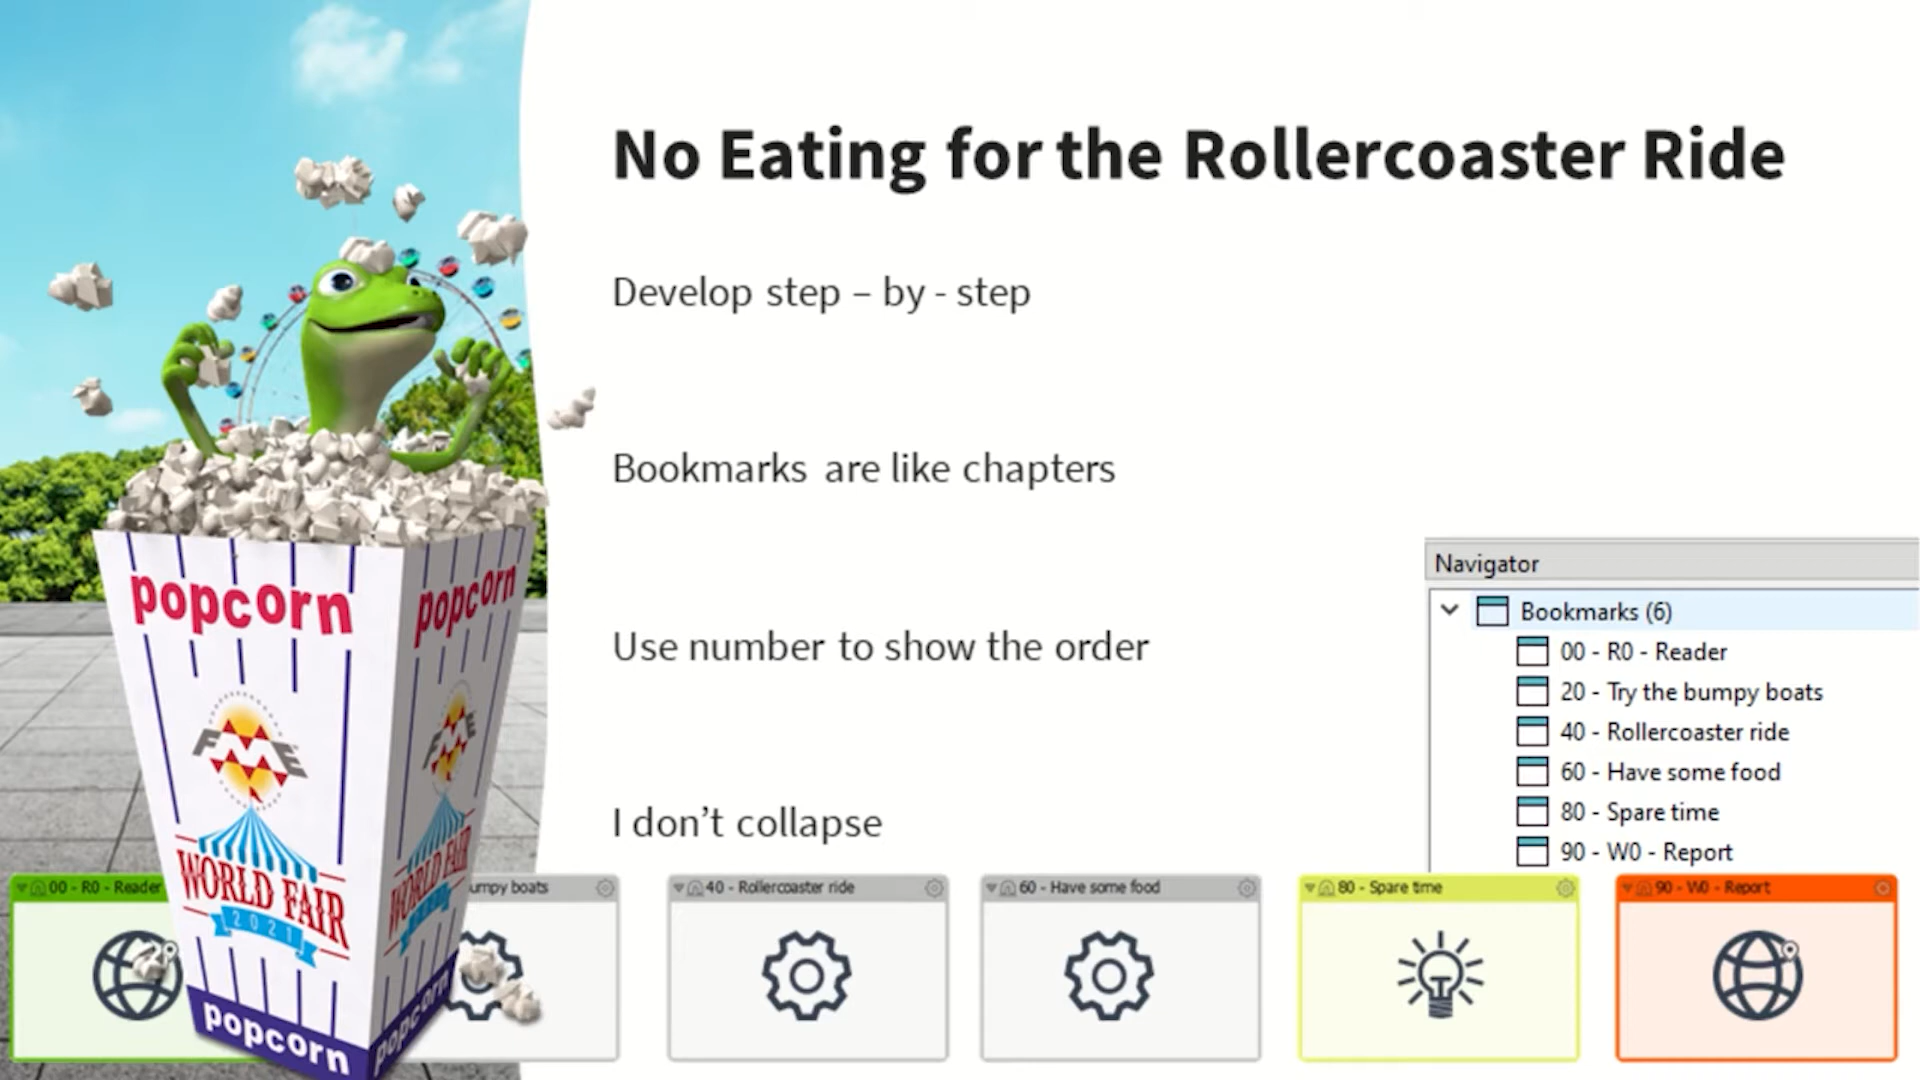 No Eating for the Rollercoaster Ride
Develop step – by - step
Bookmarks are like chapters
Use number to show the order
I don’t collapse
Navigator
Bookmarks (6)
00 - R0 - Reader
20 - Try the bumpy boats
40 - Rollercoaster ride
60 - Have some food
80 - Spare time
90 - W0 - Report
popcorn
popcorn
FME
FME
WORLD FAIR
2021
WORLD FAIR
popcorn
popcorn
00 - R0 - Reader
boats
40 - Rollercoaster ride
60 - Have some food
80 - Spare time
90 - W0 - Report